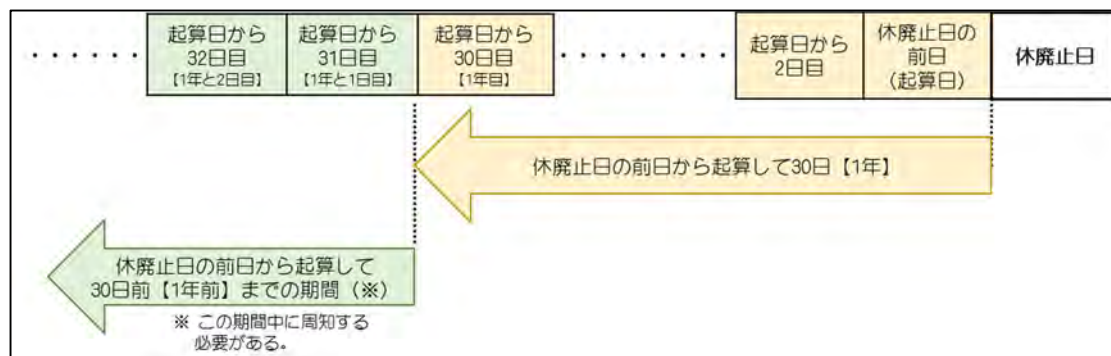 ・・・・・・
起算日から
32日目
【1年と2日目】
起算日から
31日目
【1年と1日目】
起算日から
30日目
【1年目】
・・・・・・・・・
起算日から
2日目
休廃止日の
前日
(起算日)
休廃止日
休廃止日の前日から起算して30日【1年】
休廃止日の前日から起算して
30日前【1年前】までの期間(※)
※ この期間中に周知する
必要がある。